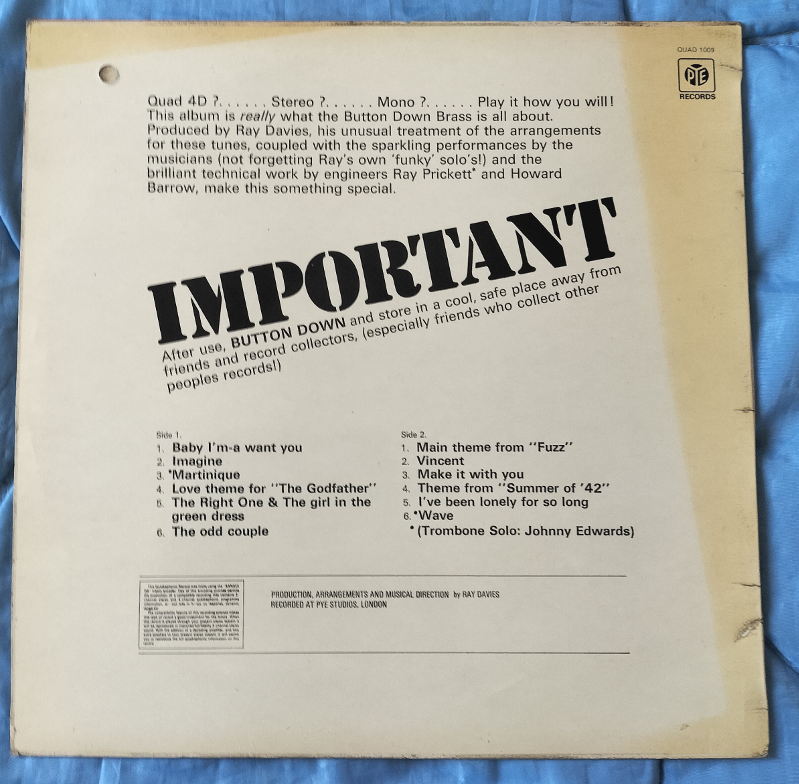 QUAD 1009
PYE
RECORDS
Quad 4D ?. . . . . . Stereo ?. . . . . . Mono ?. . . . . . Play it how you will!
This album is really what the Button Down Brass is all about.
Produced by Ray Davies, his unusual treatment of the arrangements
for these tunes, coupled with the sparkling performances by the
musicians (not forgetting Ray's own 'funky' solo's!) and the
brilliant technical work by engineers Ray Prickett* and Howard
Barrow, make this something special.
IMPORTANT
After use, BUTTON DOWN and store in a cool, safe place away from
friends and record collectors, (especially friends who collect other
peoples records!)
Side 1.
1. Baby I'm-a want you
2. Imagine
3. *Martinique
4. Love theme for "The Godfather"
5. The Right One & The girl in the
green dress
6. The odd couple
Side 2.
1. Main theme from "Fuzz"
2. Vincent
3. Make it with you
4. Theme from "Summer of '42"
5. I've been lonely for so long
6. *Wave
*(Trombone Solo: Johnny Edwards)
PRODUCTION, ARRANGEMENTS AND MUSICAL DIRECTION by RAY DAVIES
RECORDED AT PYE STUDIOS, LONDON